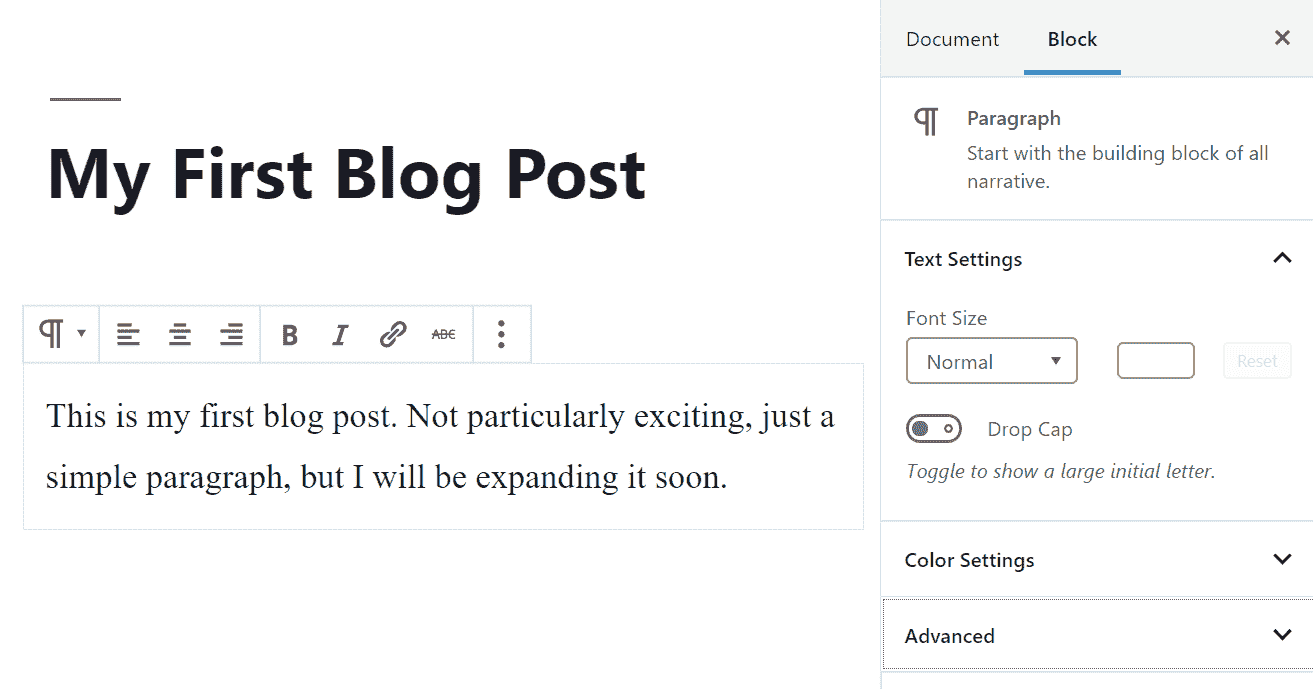 Document Block
My First Blog Post
B I ABC
This is my first blog post. Not particularly exciting, just a
simple paragraph, but I will be expanding it soon.
Paragraph
Start with the building block of all
narrative.
Text Settings
Font Size
Normal Reset
Drop Cap
Toggle to show a large initial letter.
Color Settings
Advanced